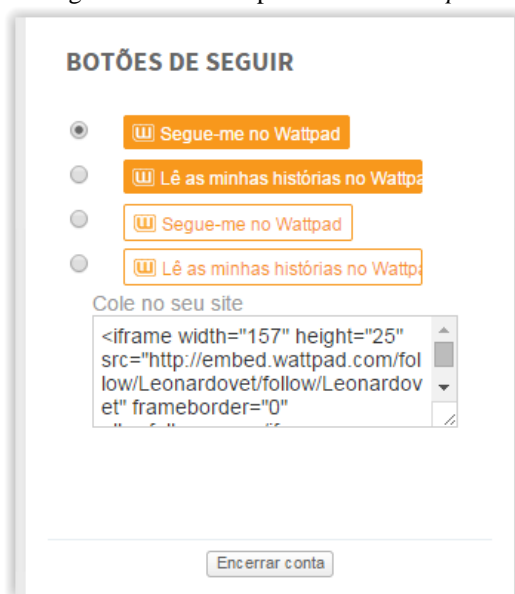 BOTÕES DE SEGUIR
Segue-me no Wattpad
Lê as minhas histórias no Wattpa
Segue-me no Wattpad
Lê as minhas histórias no Wattpa
Cole no seu site
<iframe width="157" height="25"
src="http://embed.wattpad.com/fol
low/Leonardovet/follow/Leonardov
et" frameborder="0"
Encerrar conta